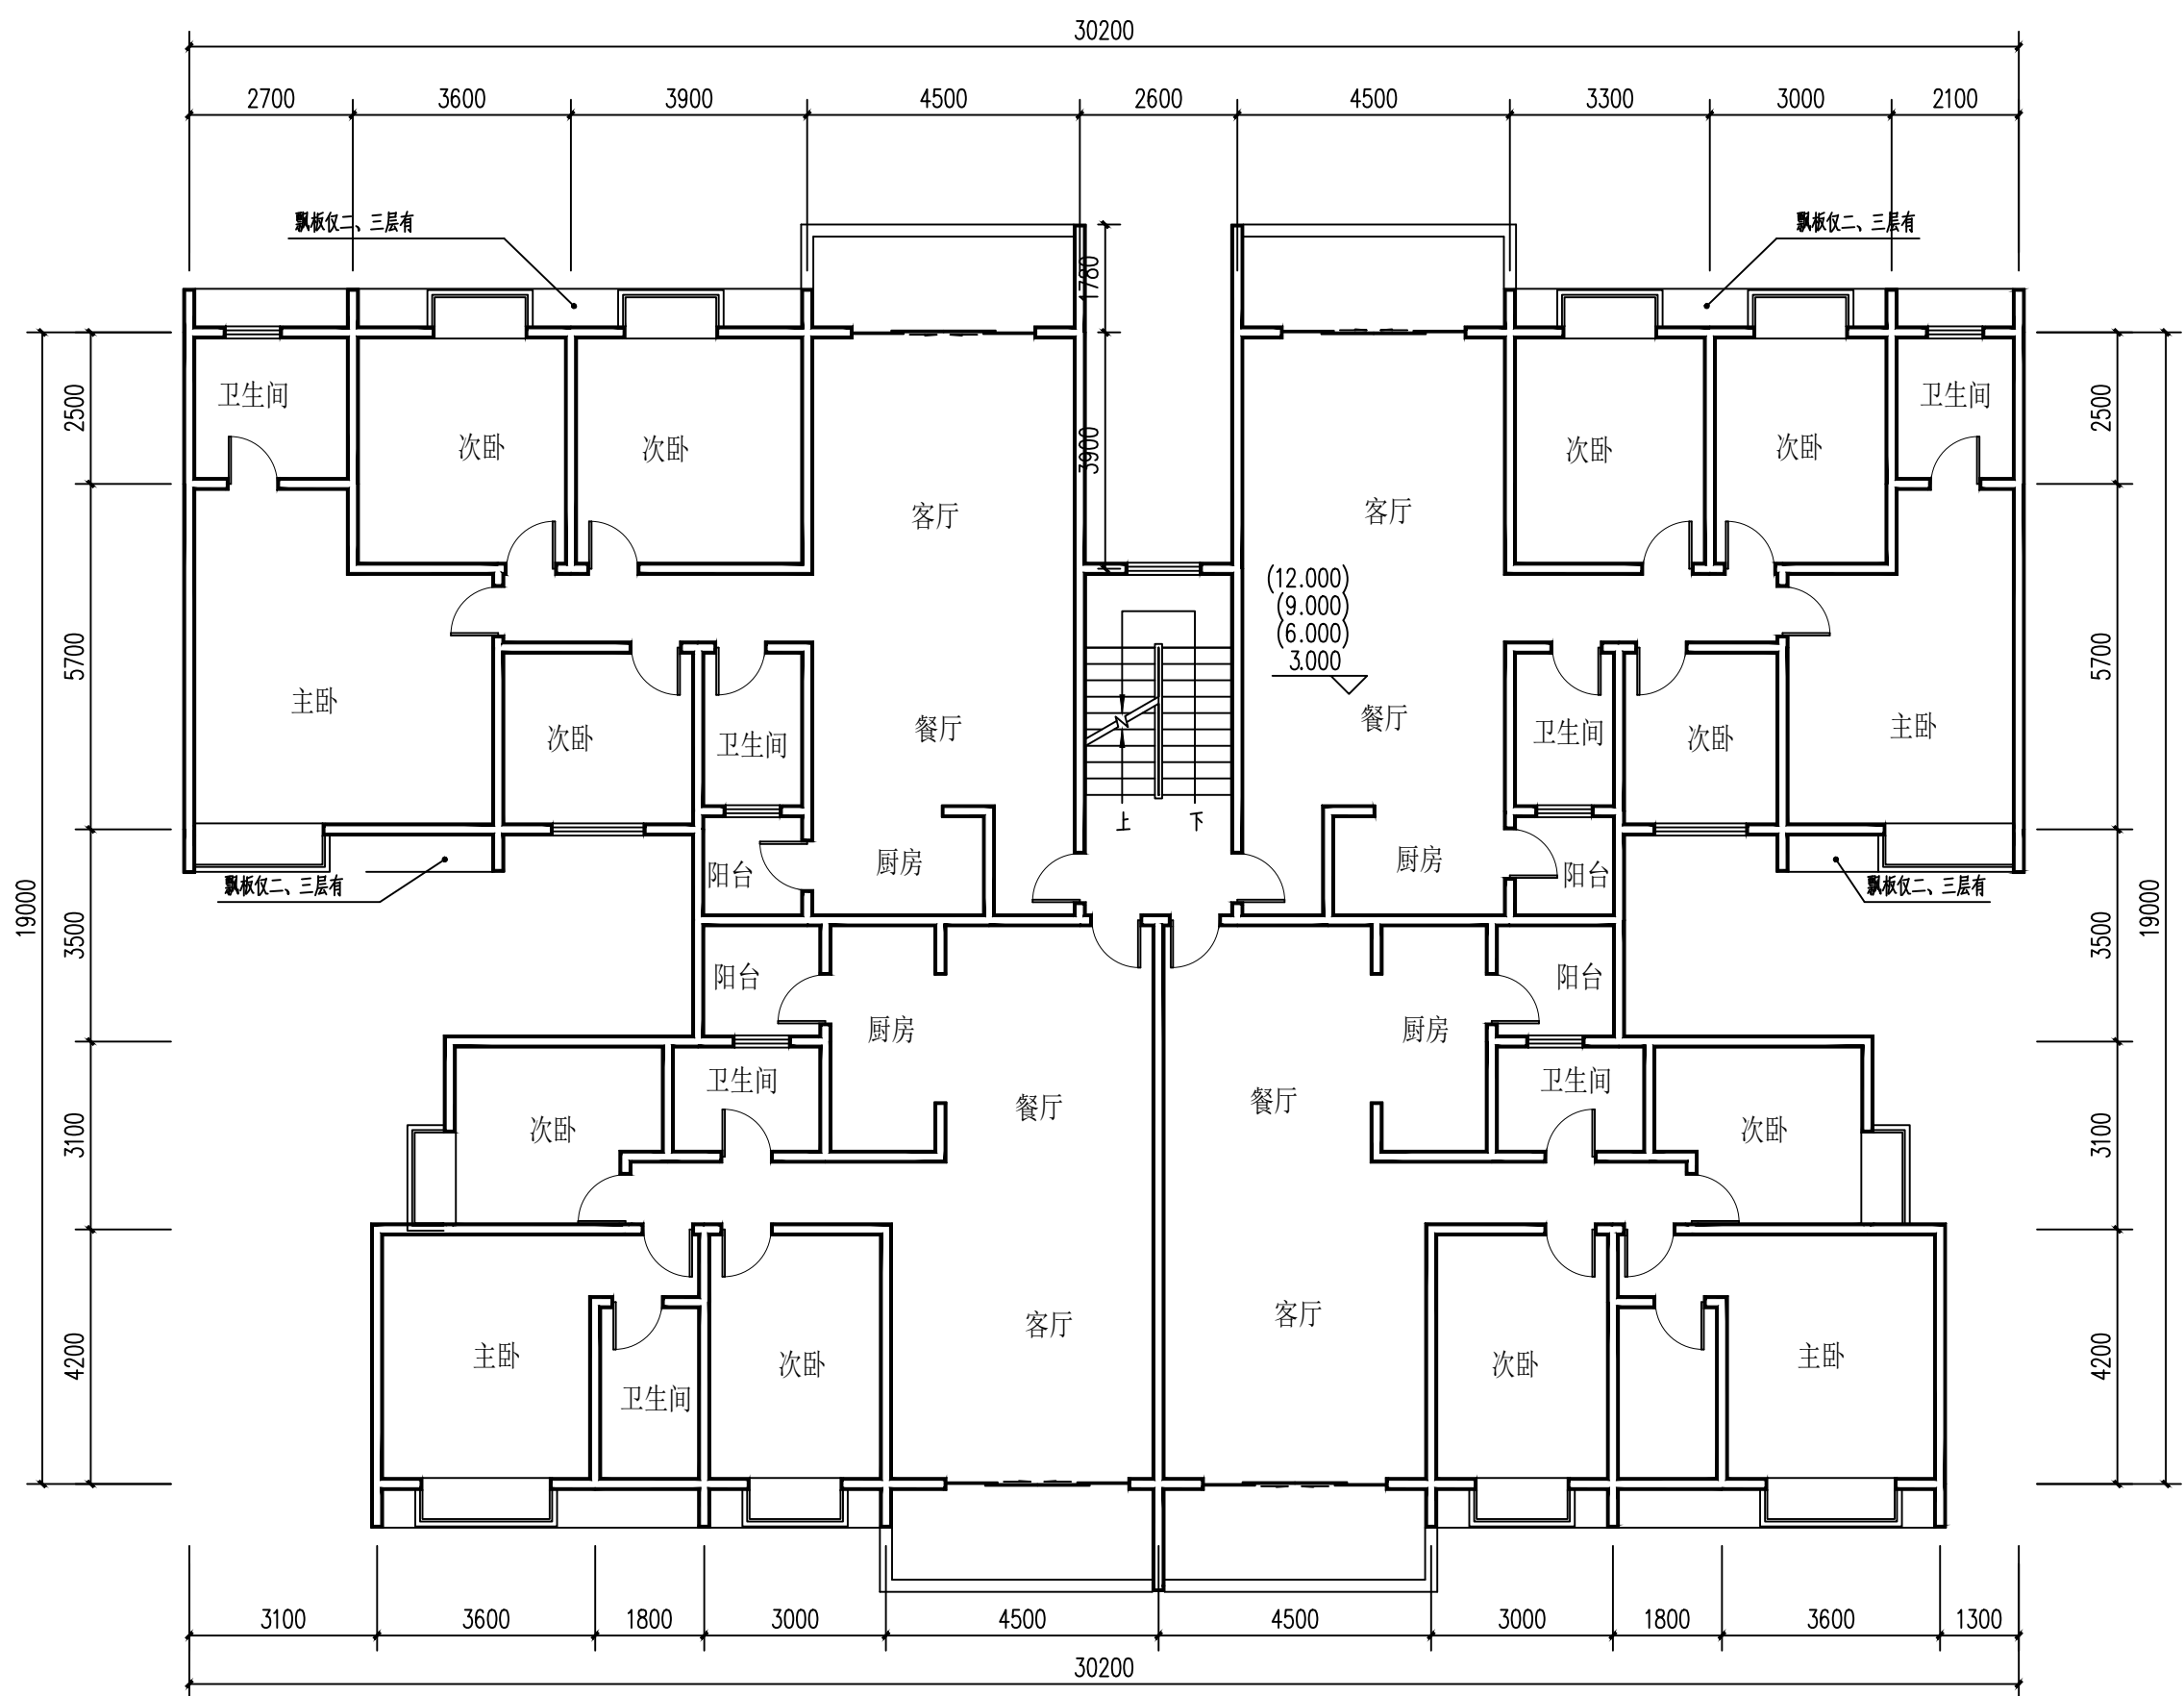 30200
2700 3600 3900 4500 2600 4500 3300 3000 2100
飘板仅二、三层有 飘板仅二、三层有
1780
卫生间 卫生间
2500 2500
次卧 次卧 次卧 次卧
3900
客厅 客厅
(12.000)
(9.000)
(6.000)
3.000
5700 5700
主卧 次卧 卫生间 餐厅 餐厅 卫生间 次卧 主卧
上 下
阳台 厨房 厨房 阳台
飘板仅二、三层有 飘板仅二、三层有
19000 3500 3500 19000
阳台 阳台
厨房 厨房
卫生间 卫生间
餐厅 餐厅
3100 次卧 次卧 3100
客厅 客厅
4200 主卧 次卧 次卧 主卧 4200
卫生间
3100 3600 1800 3000 4500 4500 3000 1800 3600 1300
30200